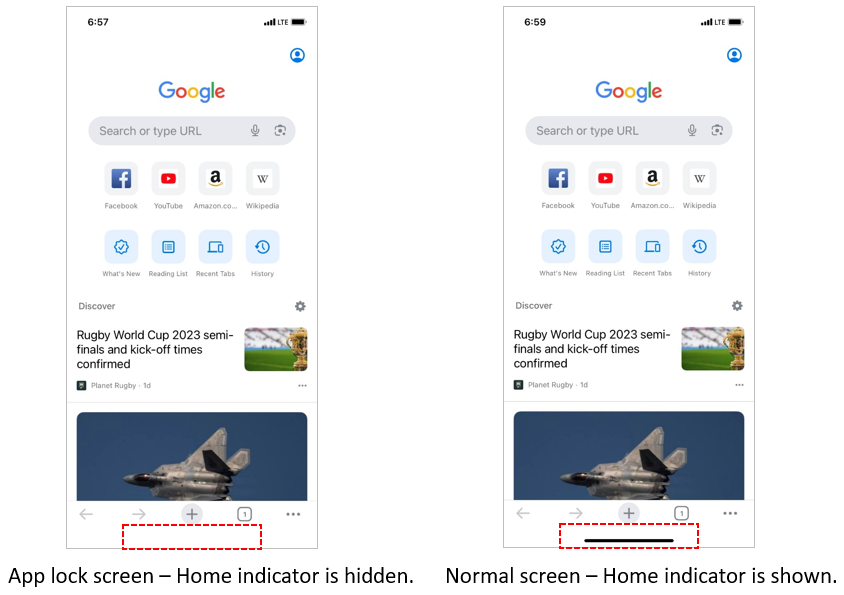 6:57
LTE
Google
Search or type URL
Facebook YouTube Amazon.co... Wikipedia
What's New Reading List Recent Tabs History
Discover
Rugby World Cup 2023 semi-
finals and kick-off times
confirmed
Planet Rugby · 1d
1
App lock screen – Home indicator is hidden.
6:59
LTE
Google
Search or type URL
Facebook YouTube Amazon.co... Wikipedia
What's New Reading List Recent Tabs History
Discover
Rugby World Cup 2023 semi-
finals and kick-off times
confirmed
Planet Rugby · 1d
1
Normal screen – Home indicator is shown.